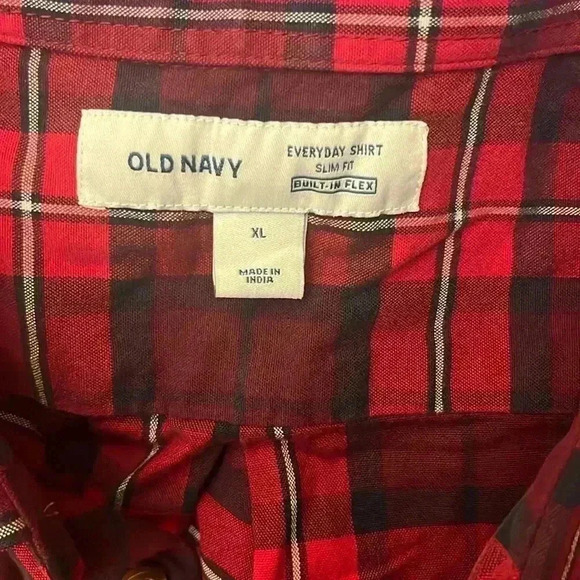 OLD NAVY
EVERYDAY SHIRT
SLIM FIT
BUILT-IN FLEX
XL
MADE IN
INDIA